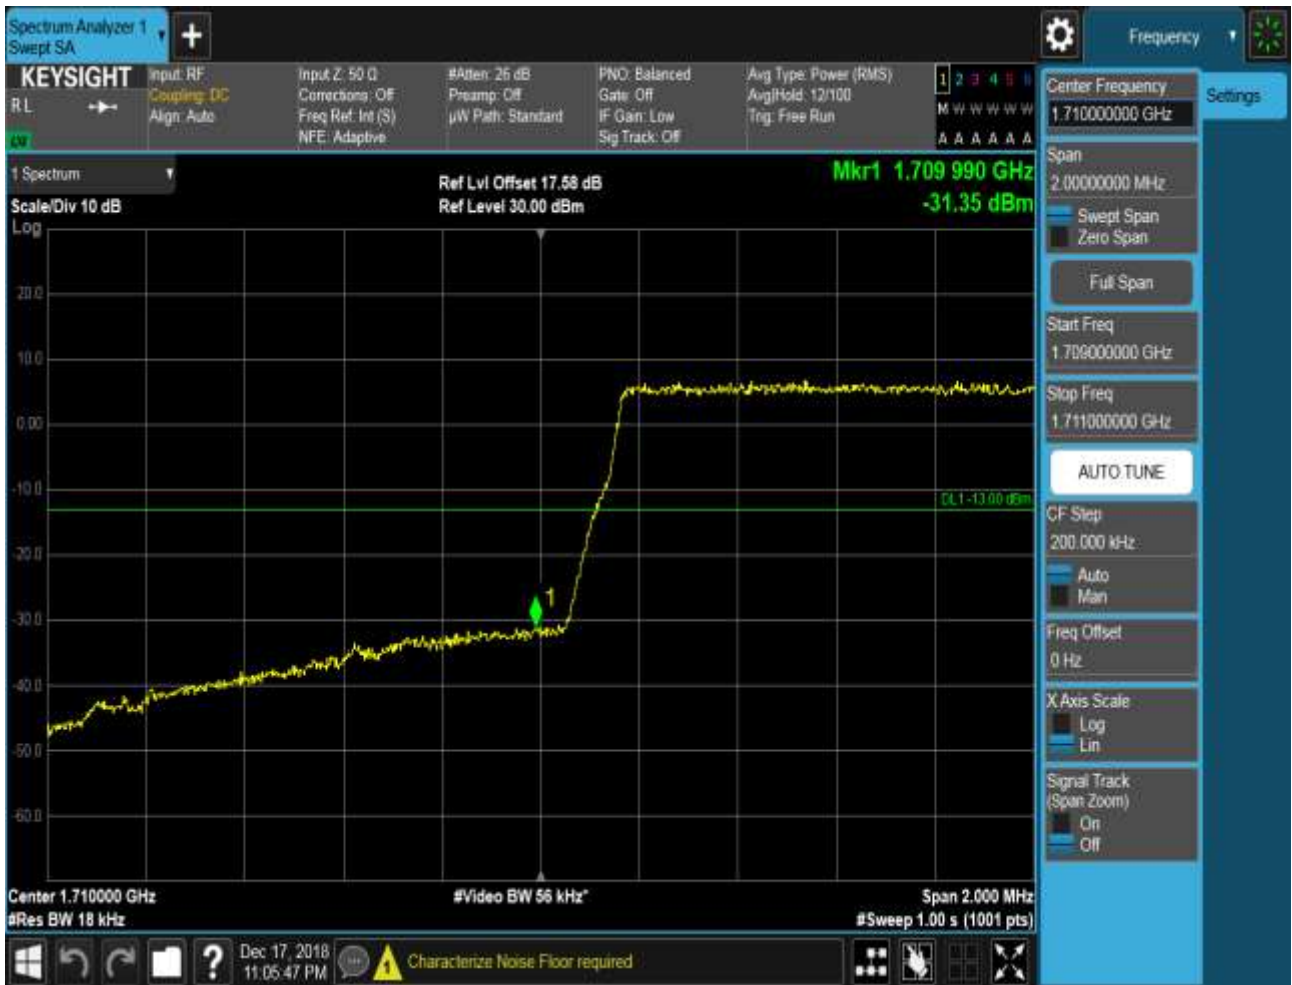 Spectrum Analyzer 1
Swept SA
+
Frequency
KEYSIGHT
R L
Input: RF
Coupling: DC
Align: Auto
Input Z: 50 Ω
Corrections: Off
Freq Ref: Int (S)
NFE: Adaptive
#Atten: 26 dB
Preamp: Off
µW Path: Standard
PNO: Balanced
Gate: Off
IF Gain: Low
Sig Track: Off
Avg Type: Power (RMS)
Avg|Hold: 12/100
Trig: Free Run
1 2 3 4 5 6
M W W W W W
A A A A A A
1 Spectrum
Scale/Div 10 dB
Log
Ref Lvl Offset 17.58 dB
Ref Level 30.00 dBm
Mkr1 1.709 990 GHz
-31.35 dBm
20.0
10.0
0.00
-10.0
-20.0
-30.0
-40.0
-50.0
-60.0
DL1 -13.00 dBm
1
Center 1.710000 GHz
#Res BW 18 kHz
#Video BW 56 kHz*
Span 2.000 MHz
#Sweep 1.00 s (1001 pts)
Center Frequency
1.710000000 GHz
Settings
Span
2.00000000 MHz
Swept Span
Zero Span
Full Span
Start Freq
1.709000000 GHz
Stop Freq
1.711000000 GHz
AUTO TUNE
CF Step
200.000 kHz
Auto
Man
Freq Offset
0 Hz
X Axis Scale
Log
Lin
Signal Track
(Span Zoom)
On
Off
?
Dec 17, 2018
11:05:47 PM
1
Characterize Noise Floor required